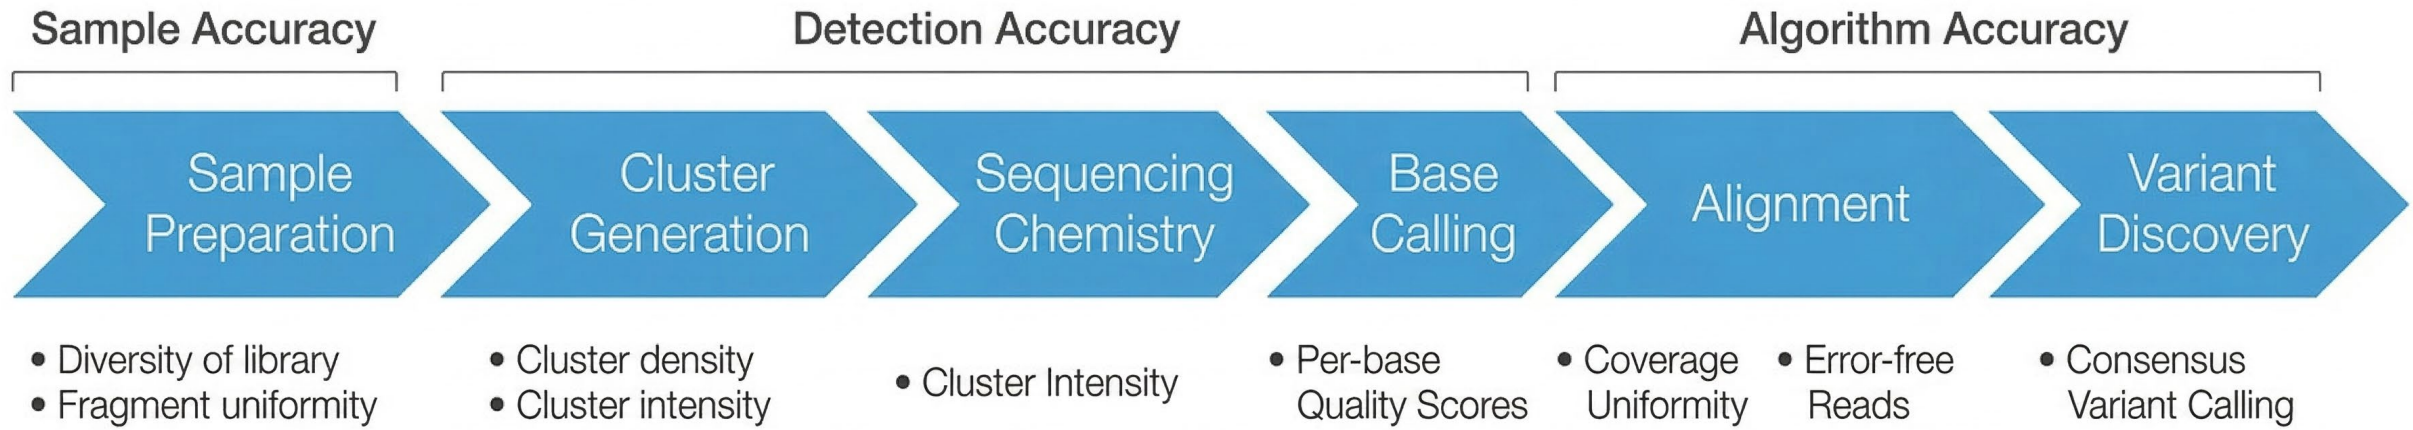 Sample Accuracy
Detection Accuracy
Algorithm Accuracy
Sample
Preparation
Cluster
Generation
Sequencing
Chemistry
Base
Calling
Alignment
Variant
Discovery
• Diversity of library
• Fragment uniformity
• Cluster density
• Cluster intensity
• Cluster Intensity
• Per-base
Quality Scores
• Coverage
Uniformity
• Error-free
Reads
• Consensus
Variant Calling